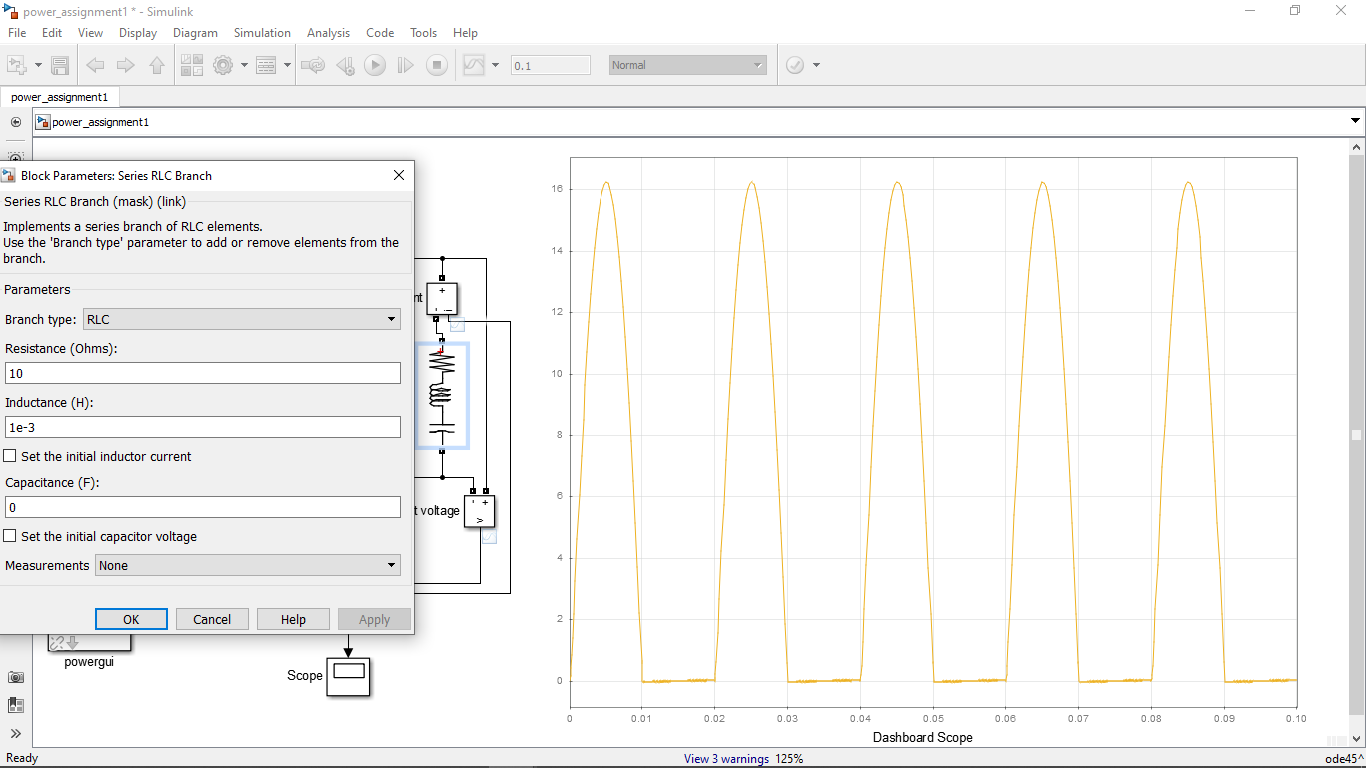 power_assignment1 * - Simulink
File Edit View Display Diagram Simulation Analysis Code Tools Help
0.1 Normal
power_assignment1
power_assignment1
Block Parameters: Series RLC Branch
Series RLC Branch (mask) (link)
Implements a series branch of RLC elements.
Use the 'Branch type' parameter to add or remove elements from the
branch.
Parameters
Branch type: RLC
Resistance (Ohms):
10
Inductance (H):
1e-3
Set the initial inductor current
Capacitance (F):
0
Set the initial capacitor voltage
Measurements None
OK Cancel Help Apply
nt
t voltage
powergui
Scope
16
14
12
10
8
6
4
2
0
0 0.01 0.02 0.03 0.04 0.05 0.06 0.07 0.08 0.09 0.10
Dashboard Scope
Ready View 3 warnings 125% ode45